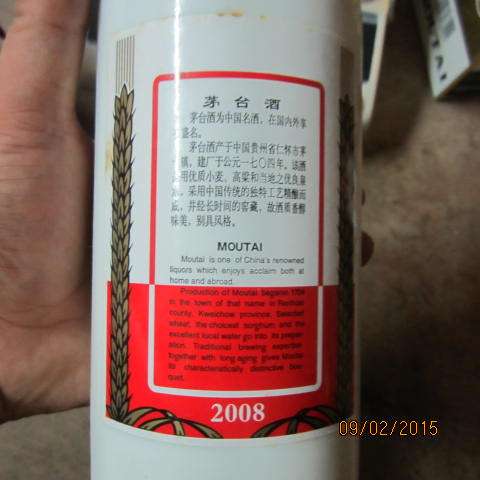 茅台酒
茅台酒为中国名酒，在国内外享
盛名。
茅台酒产于中国贵州省仁怀市茅
镇，建厂于公元一七〇四年，该酒
用优质小麦、高粱和当地之优良泉
采用中国传统的独特工艺精酿而
并经长时间的窖藏，故酒质香醇
味美，别具风格。
MOUTAI
Moutai is one of China's renowned
liquors which enjoys acclaim both at
home and abroad.
Production of Moutai began in 1704
in the town of that name in Renhuai
county, Kweichow province. Selected
wheat, the choicest sorghum and the
excellent local water go into its prepar-
ation. Traditional brewing expertise
together with long aging gives Moutai
its characteristically distinctive bou-
quet.
2008
TAI
09/02/2015